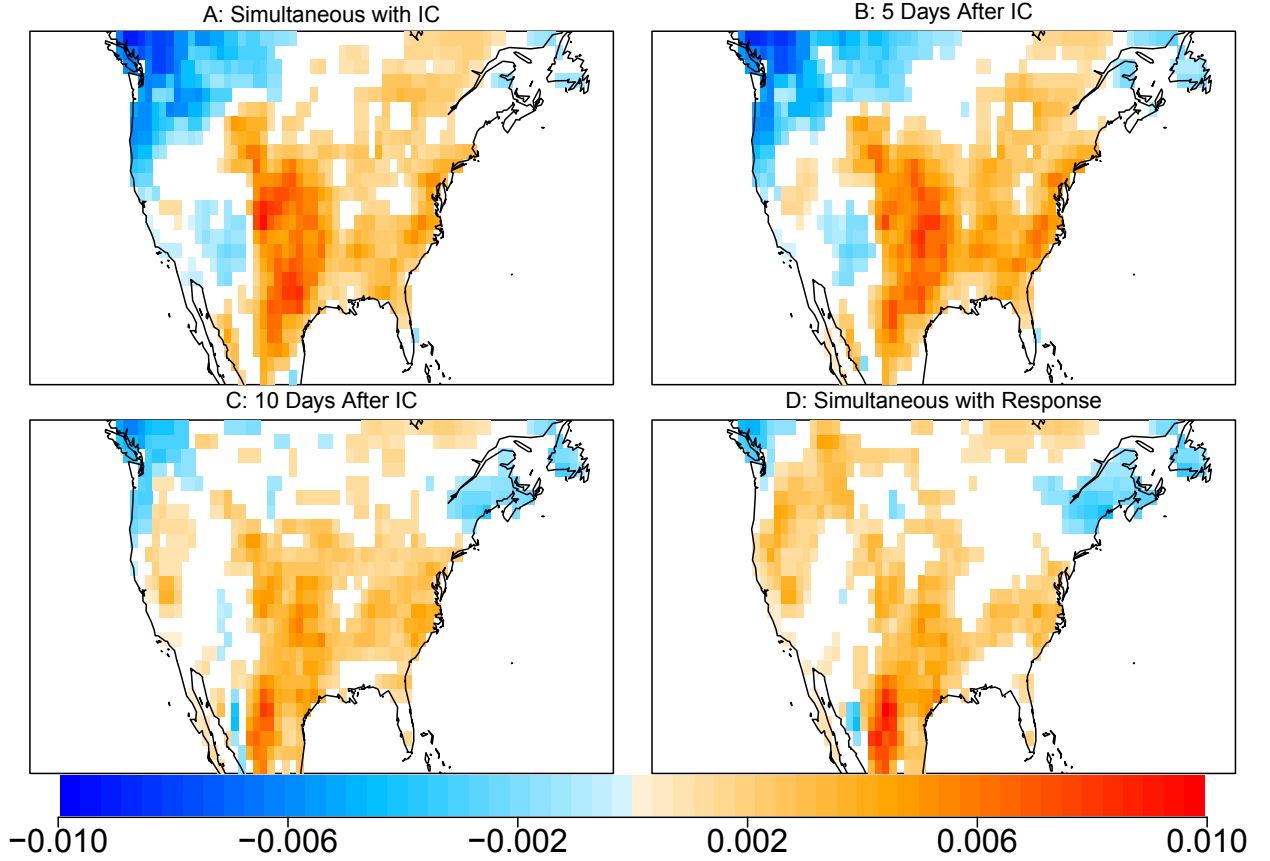 A: Simultaneous with IC
B: 5 Days After IC
C: 10 Days After IC
D: Simultaneous with Response
−0.010 −0.006 −0.002 0.002 0.006 0.010